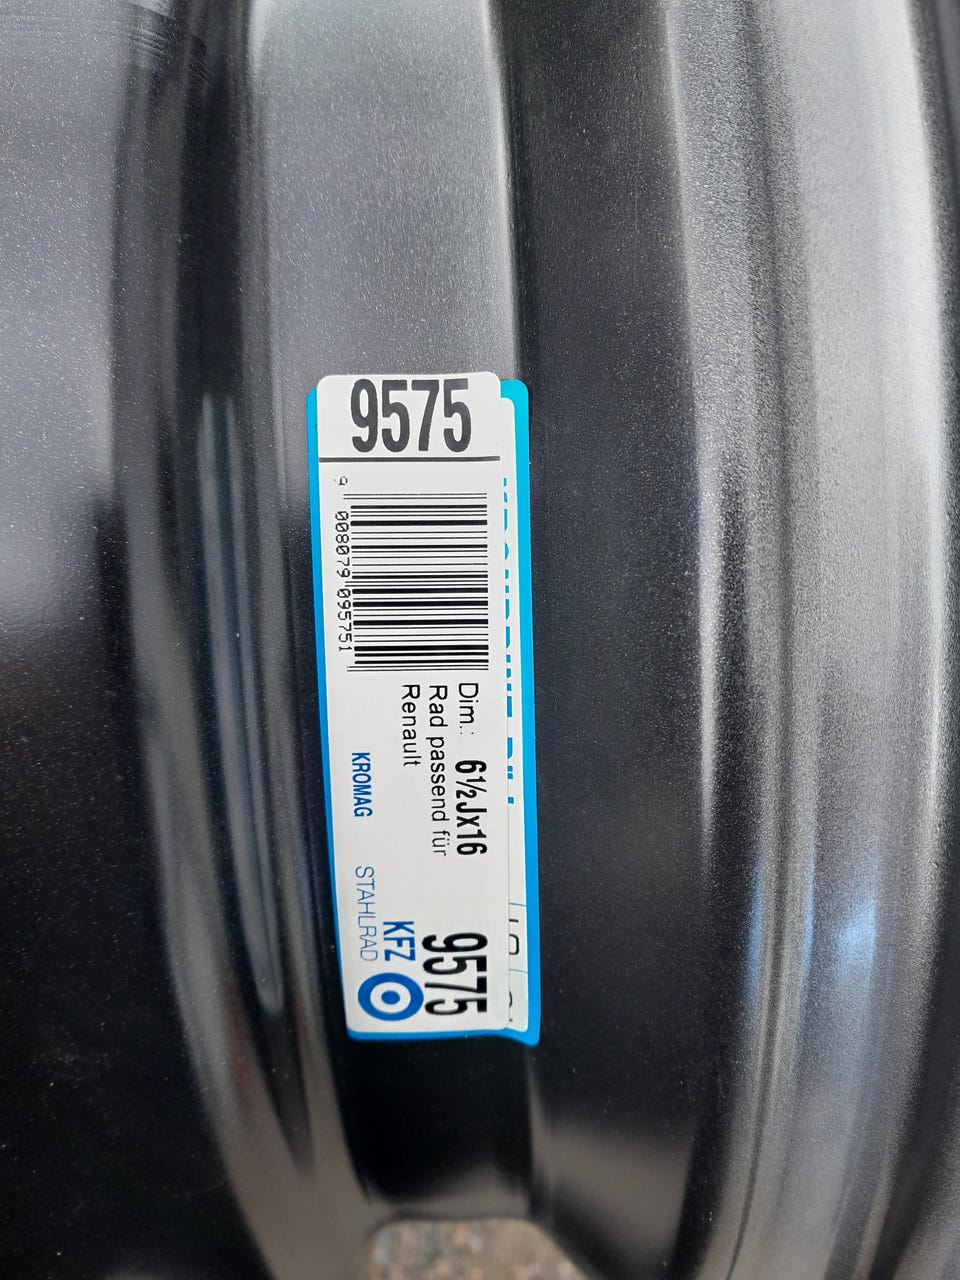 9575
9 008079 095751
Dim.: 6½Jx16
Rad passend für
Renault
9575
KROMAG
STAHLRAD
KFZ